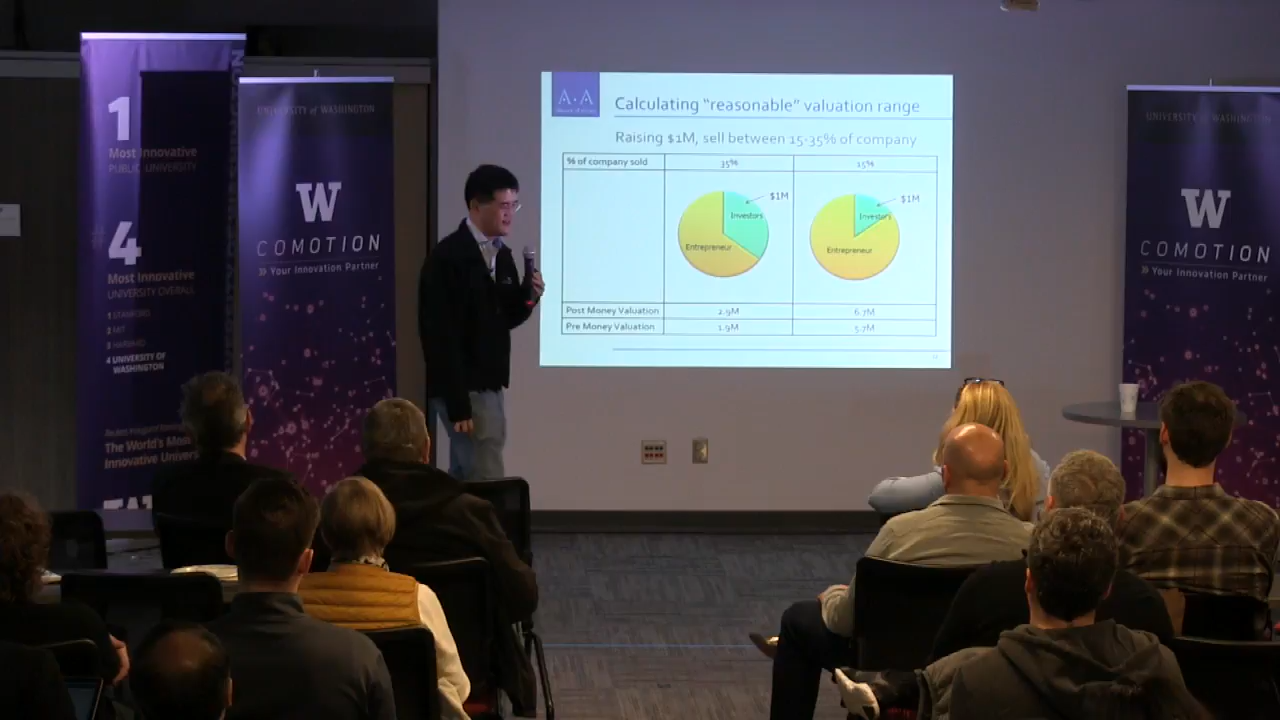 1
Most Innovative
PUBLIC UNIVERSITY
4
Most Innovative
UNIVERSITY OVERALL
1 STANFORD
2 MIT
3 HARVARD
4 UNIVERSITY OF
WASHINGTON
The World's Most
Innovative Univers
UNIVERSITY of WASHINGTON
W
COMOTION
» Your Innovation Partner
A·A
Calculating "reasonable" valuation range
Raising $1M, sell between 15-35% of company
% of company sold 35% 15%
$1M $1M
Investors Investors
Entrepreneur Entrepreneur
Post Money Valuation 2.9M 6.7M
Pre Money Valuation 1.9M 5.7M
UNIVERSITY of WASHINGTON
W
COMOTION
» Your Innovation Partner